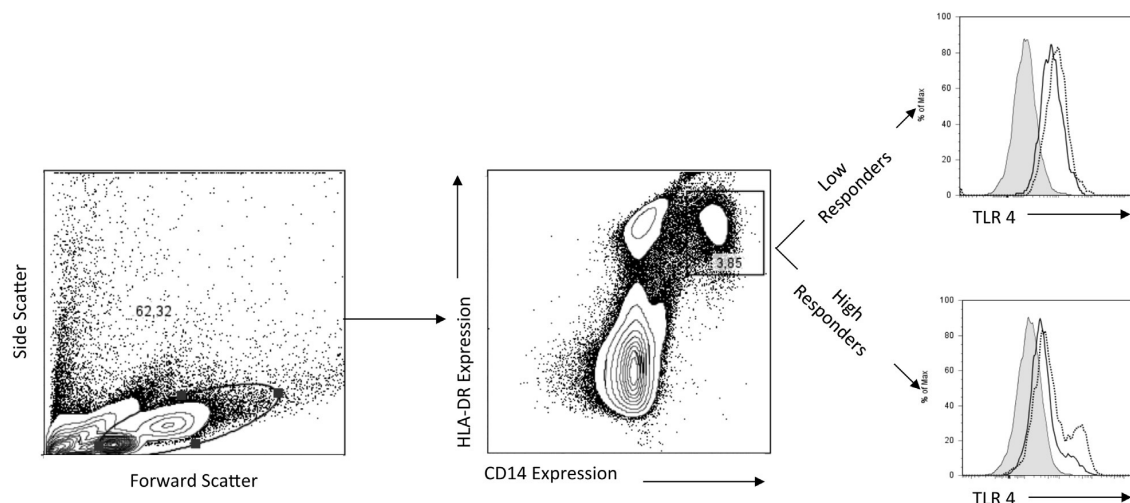 Side Scatter
62,32
Forward Scatter
HLA-DR Expression
3,85
CD14 Expression
Low
Responders
High
Responders
% of Max
100
80
60
40
20
0
TLR 4
% of Max
100
80
60
40
20
0
TLR 4